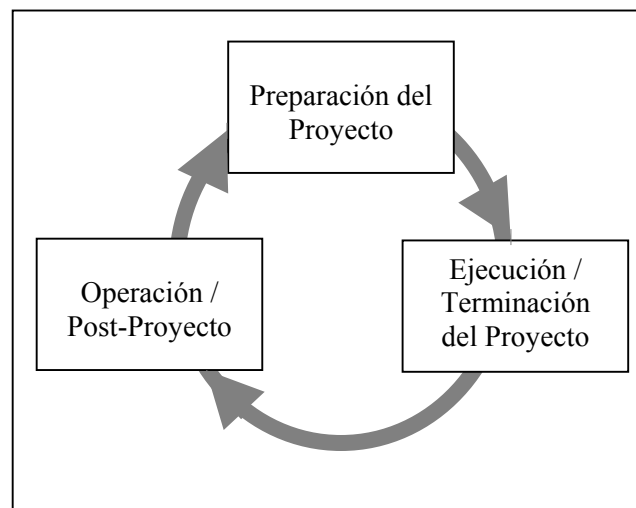 Preparación del
Proyecto
Ejecución /
Terminación
del Proyecto
Operación /
Post-Proyecto